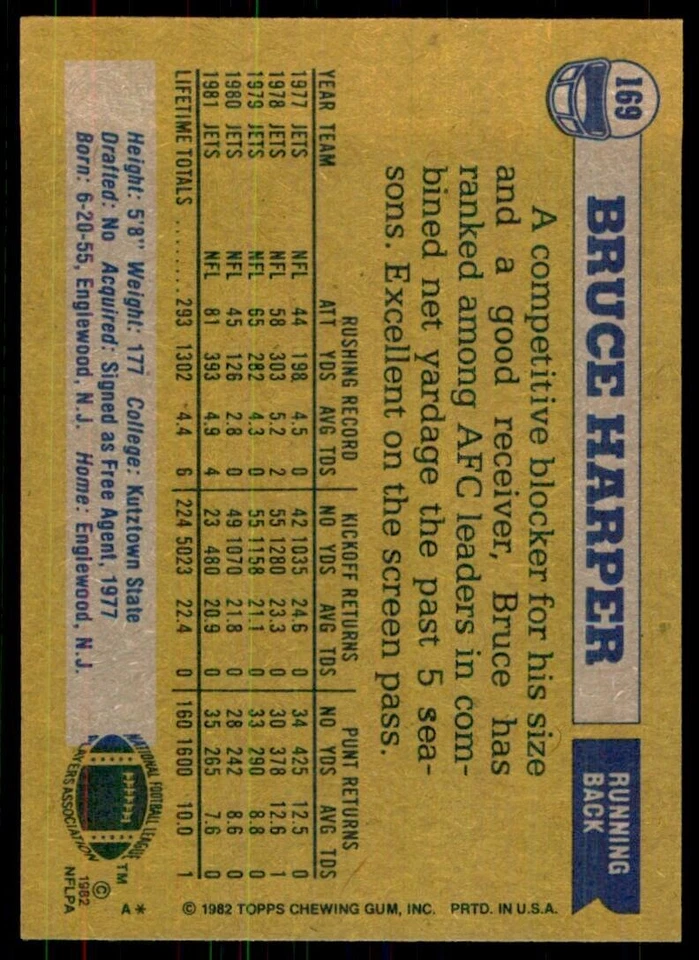 169
BRUCE HARPER
RUNNING
BACK
A competitive blocker for his size
and a good receiver, Bruce has
ranked among AFC leaders in com-
bined net yardage the past 5 sea-
sons. Excellent on the screen pass.
RUSHING RECORD KICKOFF RETURNS PUNT RETURNS
YEAR TEAM ATT YDS AVG TDS NO YDS AVG TDS NO YDS AVG TDS
1977 JETS NFL 44 198 4.5 0 42 1035 24.6 0 34 425 12.5 0
1978 JETS NFL 58 303 5.2 2 55 1280 23.3 0 30 378 12.6 1
1979 JETS NFL 65 282 4.3 0 55 1158 21.1 0 33 290 8.8 0
1980 JETS NFL 45 126 2.8 0 49 1070 21.8 0 28 242 8.6 0
1981 JETS NFL 81 393 4.9 4 23 480 20.9 0 35 265 7.6 0
LIFETIME TOTALS ........ 293 1302 4.4 6 224 5023 22.4 0 160 1600 10.0 1
Height: 5'8" Weight: 177 College: Kutztown State
Drafted: No Acquired: Signed as Free Agent, 1977
Born: 6-20-55, Englewood, N.J. Home: Englewood, N.J.
NATIONAL FOOTBALL LEAGUE
PLAYERS ASSOCIATION
TM
©
1982
NFLPA
A*
© 1982 TOPPS CHEWING GUM, INC. PRTD. IN U.S.A.